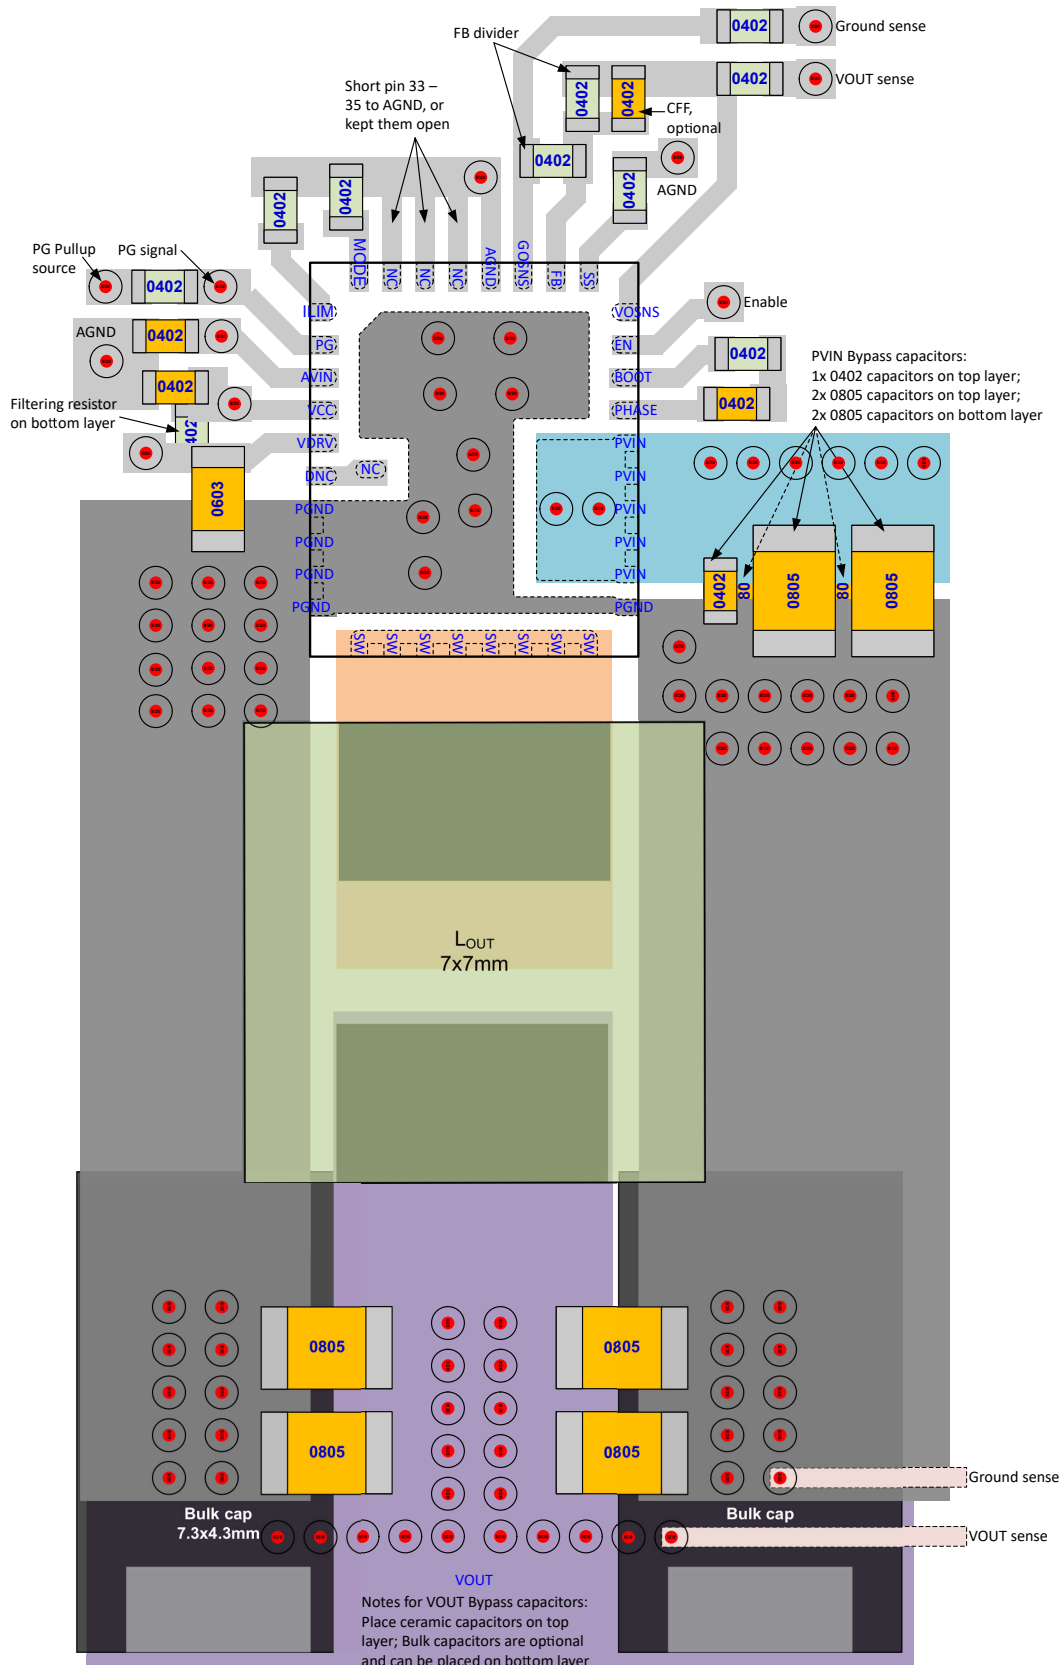 0402
Ground sense
FB divider
0402
VOUT sense
0402
0402
CFF,
optional
Short pin 33 –
35 to AGND, or
kept them open
0402
0402
0402
0402
AGND
MODE
NC
NC
NC
AGND
GOSNS
FB
SS
PG Pullup
source
PG signal
0402
ILIM
VOSNS
Enable
AGND
0402
PG
EN
0402
PVIN Bypass capacitors:
1x 0402 capacitors on top layer;
2x 0805 capacitors on top layer;
2x 0805 capacitors on bottom layer
AVIN
BOOT
0402
Filtering resistor
on bottom layer
VCC
PHASE
0402
402
VDRV
PVIN
DNC
NC
PVIN
0603
PGND
PVIN
PGND
PVIN
PGND
PVIN
0402
80
0805
80
0805
PGND
PGND
SW
SW
SW
SW
SW
SW
SW
SW
LOUT
7x7mm
0805
0805
0805
0805
Ground sense
Bulk cap
7.3x4.3mm
Bulk cap
VOUT sense
VOUT
Notes for VOUT Bypass capacitors:
Place ceramic capacitors on top
layer; Bulk capacitors are optional
and can be placed on bottom layer